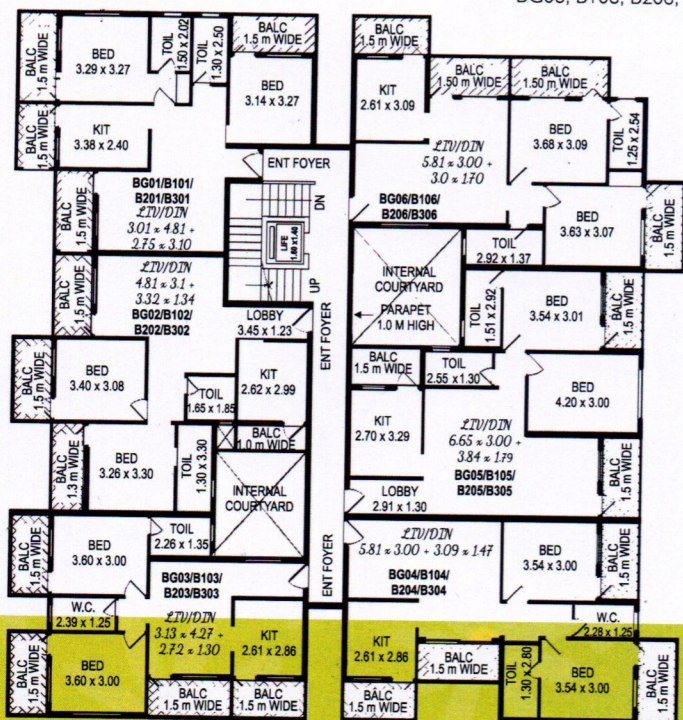 BALC
1.5 m WIDE
BED
3.29 x 3.27
TOIL
1.50 x 2.02
TOIL
1.30 x 2.50
BALC
1.5 m WIDE
BED
3.14 x 3.27
BALC
1.5 m WIDE
KIT
3.38 x 2.40
ENT FOYER
BALC
1.5 m WIDE
BG01/B101/
B201/B301
LIV/DIN
3.01 x 4.81 +
2.75 x 3.10
DN
LIFE
1.60 x1.40
UP
BALC
1.5 m WIDE
LIV/DIN
4.81 x 3.1 +
3.32 x 1.34
BG02/B102/
B202/B302
LOBBY
3.45 x 1.23
ENT FOYER
BALC
1.5 m WIDE
BED
3.40 x 3.08
TOIL
1.65 x 1.85
KIT
2.62 x 2.99
BALC
1.3 m WIDE
BED
3.26 x 3.30
TOIL
1.30 x 3.30
BALC
1.0 m WIDE
INTERNAL
COURTYARD
BALC
1.5 m WIDE
BED
3.60 x 3.00
TOIL
2.26 x 1.35
ENT FOYER
BG03/B103/
B203/B303
LIV/DIN
3.13 x 4.27 +
2.72 x 1.30
W.C.
2.39 x 1.25
BALC
1.5 m WIDE
BED
3.60 x 3.00
KIT
2.61 x 2.86
BALC
1.5 m WIDE
BALC
1.5 m WIDE
BALC
1.5 m WIDE
KIT
2.61 x 3.09
BALC
1.50 m WIDE
BALC
1.50 m WIDE
LIV/DIN
5.81 x 3.00 +
3.0 x 1.70
BED
3.68 x 3.09
TOIL
1.25 x 2.54
BG06/B106/
B206/B306
BED
3.63 x 3.07
BALC
1.5 m WIDE
TOIL
2.92 x 1.37
INTERNAL
COURTYARD
PARAPET
1.0 M HIGH
TOIL
1.51 x 2.92
BED
3.54 x 3.01
BALC
1.5 m WIDE
BALC
1.5 m WIDE
TOIL
2.55 x 1.30
BED
4.20 x 3.00
KIT
2.70 x 3.29
LIV/DIN
6.65 x 3.00 +
3.84 x 1.79
BG05/B105/
B205/B305
BALC
1.5 m WIDE
LOBBY
2.91 x 1.30
LIV/DIN
5.81 x 3.00 + 3.09 x 1.47
BG04/B104/
B204/B304
BED
3.54 x 3.00
BALC
1.5 m WIDE
W.C.
2.28 x 1.25
KIT
2.61 x 2.86
BALC
1.5 m WIDE
TOIL
1.30 x 2.80
BED
3.54 x 3.00
BALC
1.5 m WIDE
BALC
1.5 m WIDE